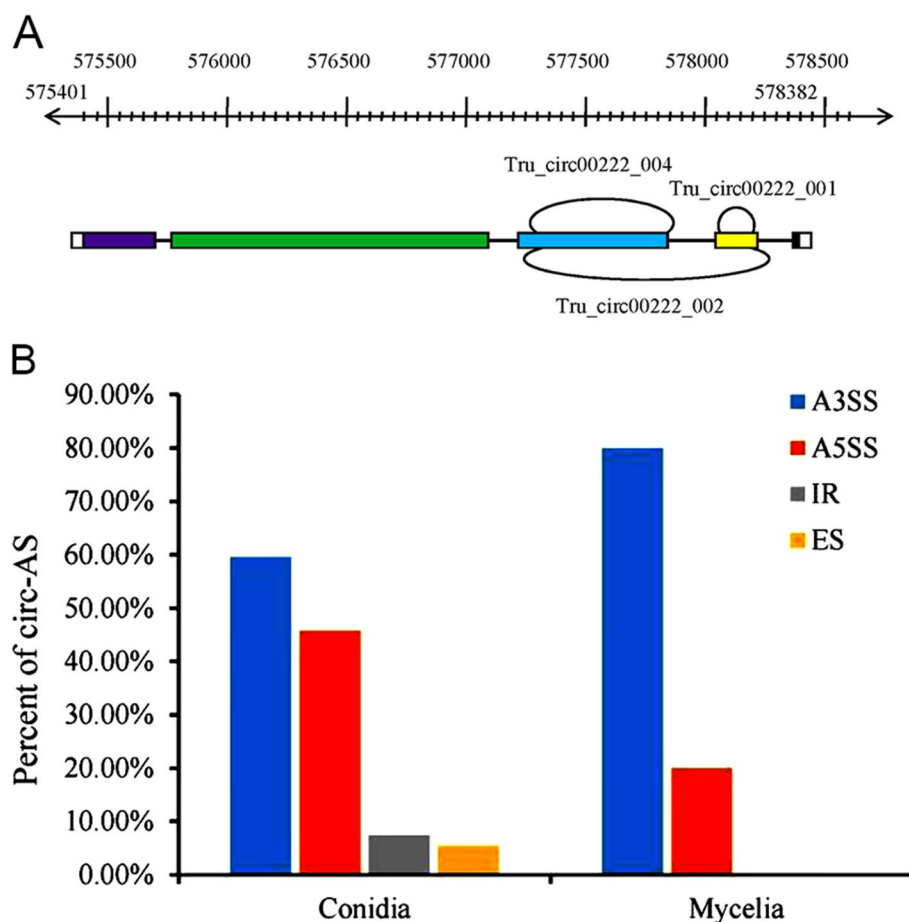 A
575500 576000 576500 577000 577500 578000 578500
575401 578382
Tru_circ00222_004
Tru_circ00222_001
Tru_circ00222_002
B
90.00%
80.00%
70.00%
60.00%
50.00%
40.00%
30.00%
20.00%
10.00%
0.00%
Percent of circ-AS
A3SS
A5SS
IR
ES
Conidia Mycelia